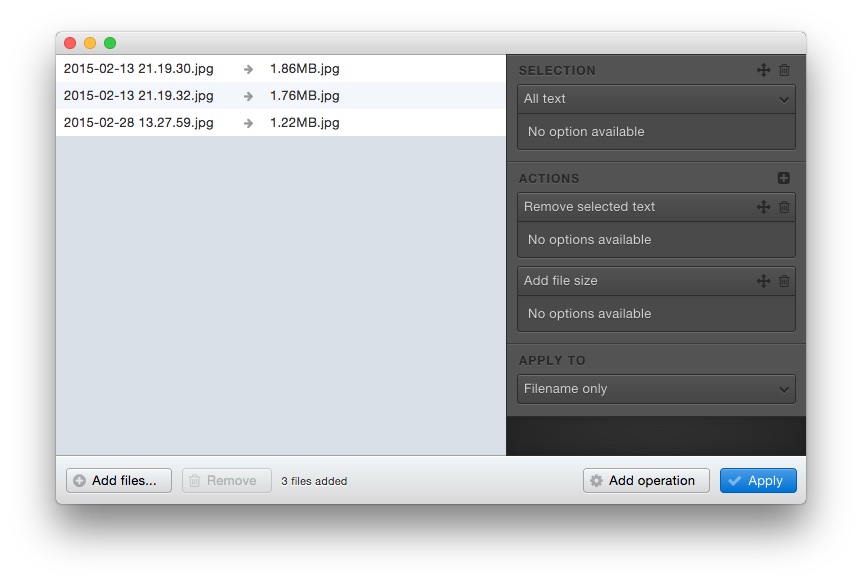 2015-02-13 21.19.30.jpg 1.86MB.jpg
2015-02-13 21.19.32.jpg 1.76MB.jpg
2015-02-28 13.27.59.jpg 1.22MB.jpg
SELECTION
All text
No option available
ACTIONS
Remove selected text
No options available
Add file size
No options available
APPLY TO
Filename only
Add files... Remove 3 files added Add operation Apply